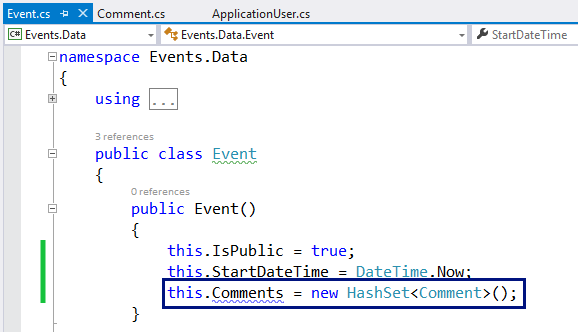 Event.cs Comment.cs ApplicationUser.cs
C# Events.Data Events.Data.Event StartDateTime
namespace Events.Data
{
using ...
3 references
public class Event
{
0 references
public Event()
{
this.IsPublic = true;
this.StartDateTime = DateTime.Now;
this.Comments = new HashSet<Comment>();
}